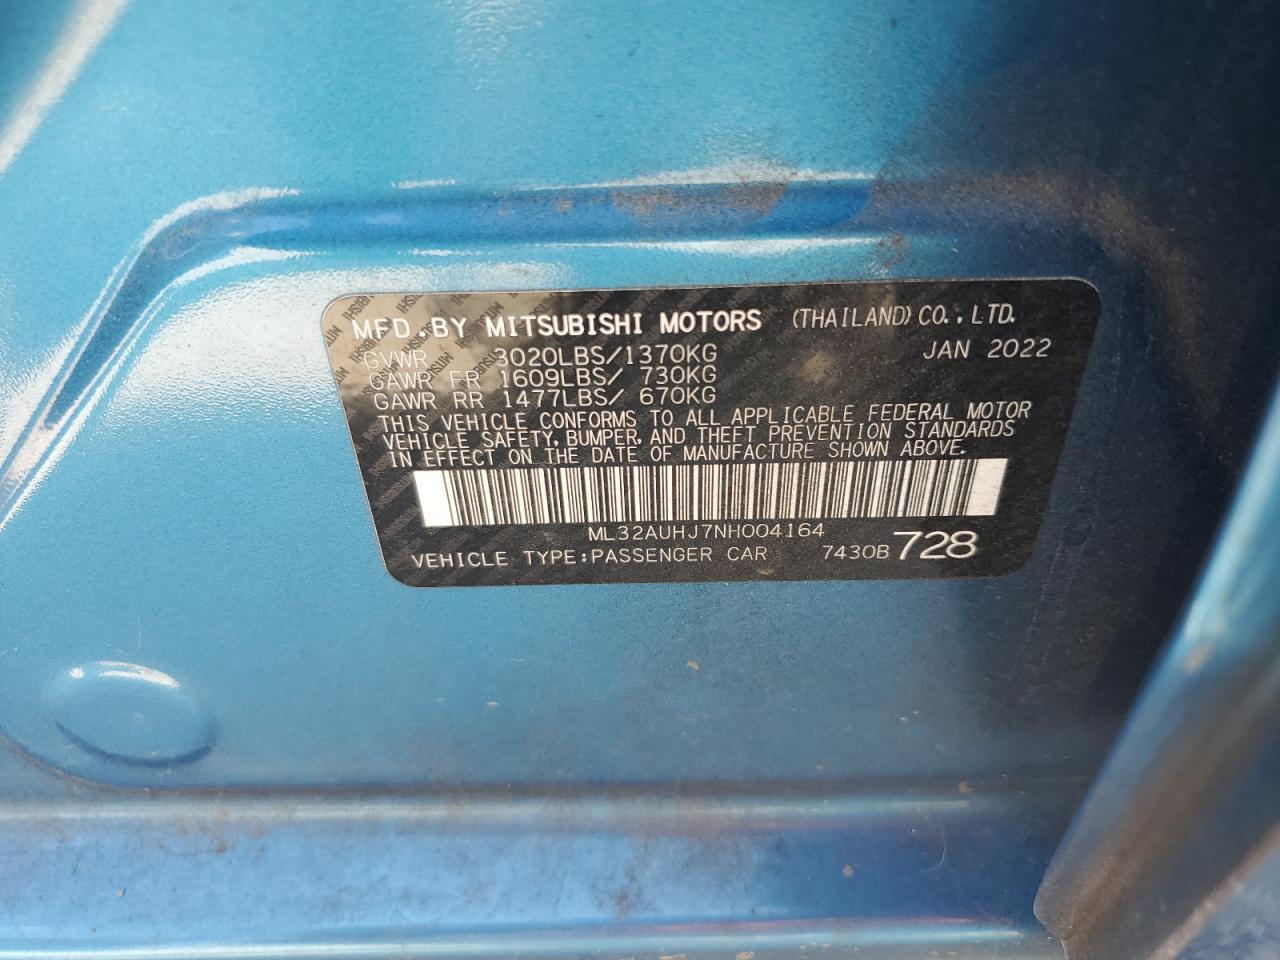 MFD.BY MITSUBISHI MOTORS (THAILAND) CO., LTD.
GVWR 3020LBS/1370KG JAN 2022
GAWR FR 1609LBS/ 730KG
GAWR RR 1477LBS/ 670KG
THIS VEHICLE CONFORMS TO ALL APPLICABLE FEDERAL MOTOR
VEHICLE SAFETY, BUMPER, AND THEFT PREVENTION STANDARDS
IN EFFECT ON THE DATE OF MANUFACTURE SHOWN ABOVE.
ML32AUHJ7NH004164
VEHICLE TYPE:PASSENGER CAR 7430B 728